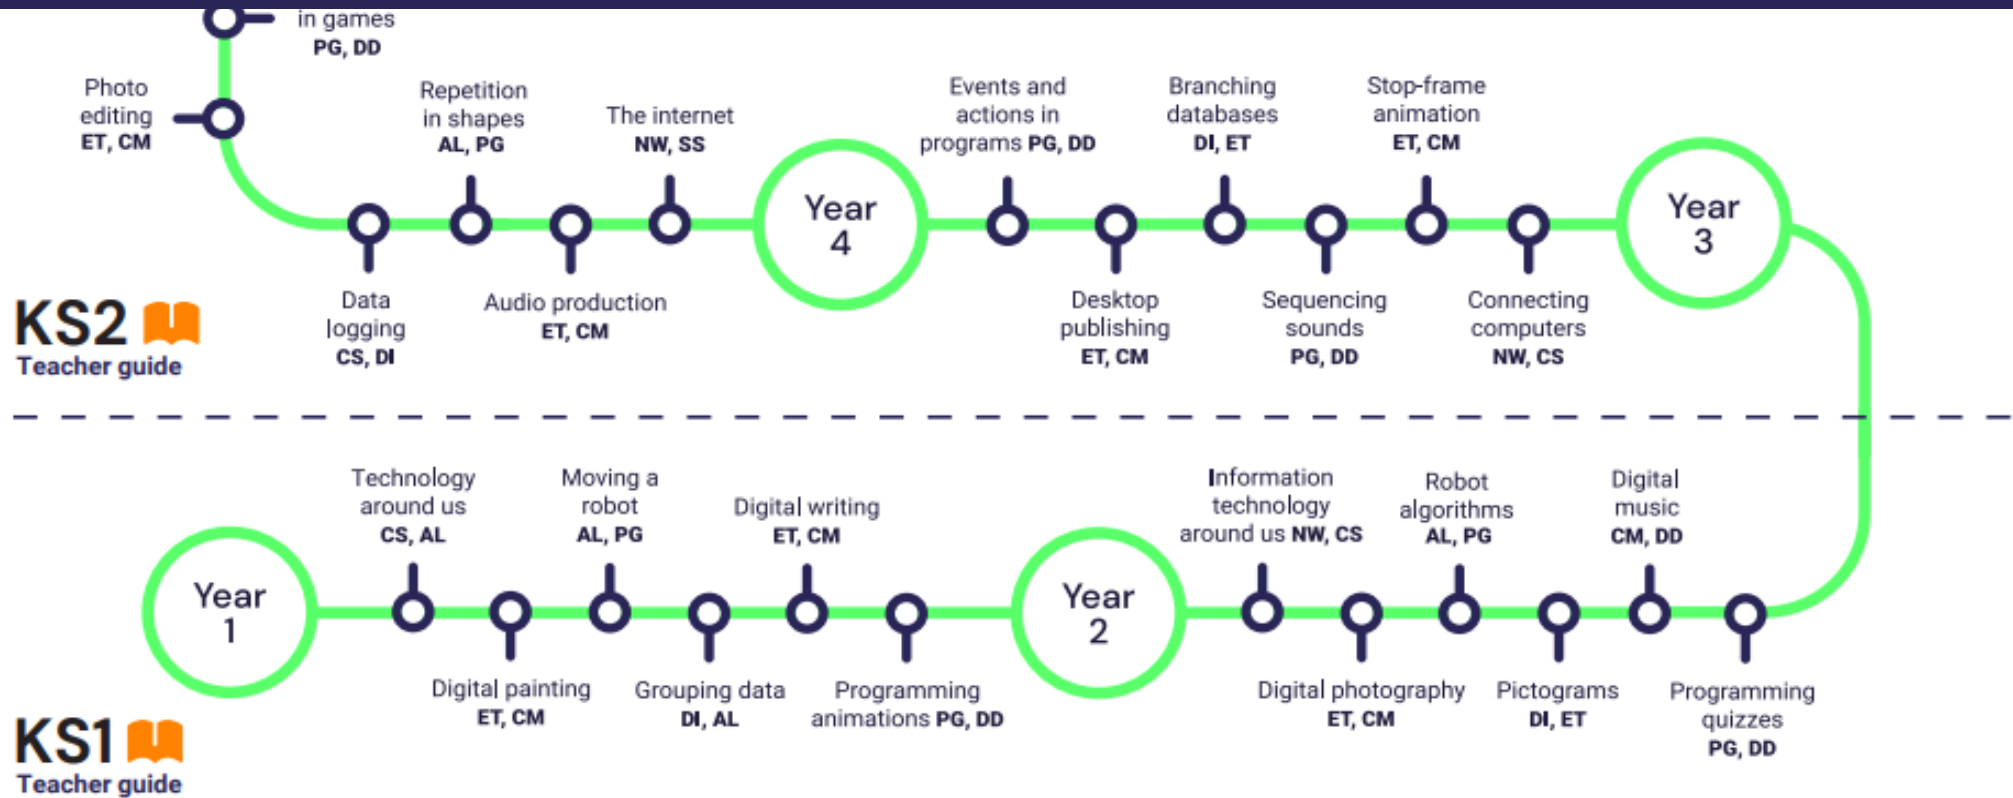 in games
PG, DD
Photo
editing
ET, CM
Repetition
in shapes
AL, PG
The internet
NW, SS
Year
4
Events and
actions in
programs PG, DD
Branching
databases
DI, ET
Stop-frame
animation
ET, CM
Year
3
Data
logging
CS, DI
Audio production
ET, CM
Desktop
publishing
ET, CM
Sequencing
sounds
PG, DD
Connecting
computers
NW, CS
KS2
Teacher guide
Technology
around us
CS, AL
Moving a
robot
AL, PG
Digital writing
ET, CM
Information
technology
around us NW, CS
Robot
algorithms
AL, PG
Digital
music
CM, DD
Year
1
Year
2
Digital painting
ET, CM
Grouping data
DI, AL
Programming
animations PG, DD
Digital photography
ET, CM
Pictograms
DI, ET
Programming
quizzes
PG, DD
KS1
Teacher guide